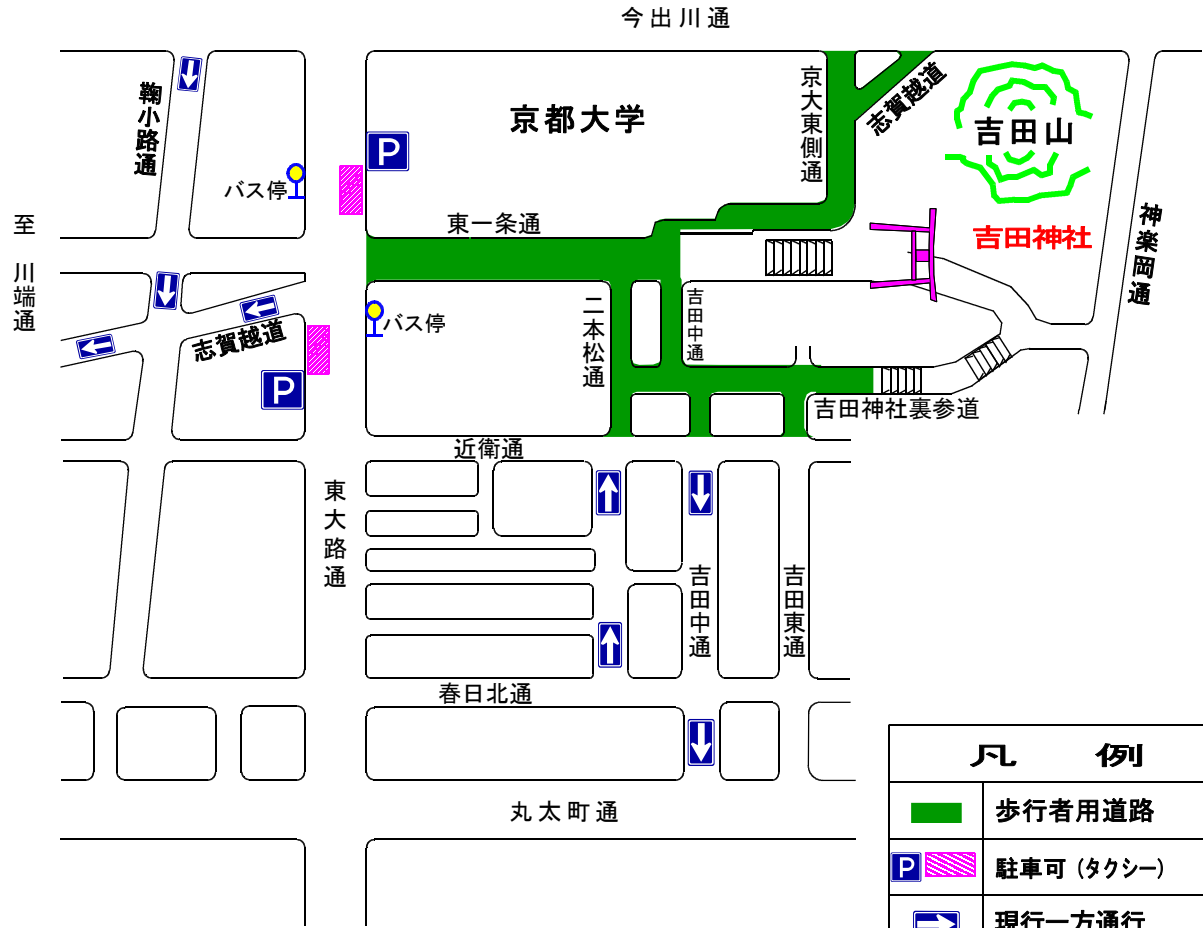 今出川通
鞠小路通
京都大学
P
京大東側通
志賀越道
吉田山
バス停
東一条通
吉田神社
神楽岡通
至 川端通
バス停
志賀越道
P
二本松通
吉田中通
吉田神社裏参道
近衛通
東大路通
吉田中通
吉田東通
春日北通
丸太町通
凡 例
歩行者用道路
P 駐車可(タクシー)
現行一方通行